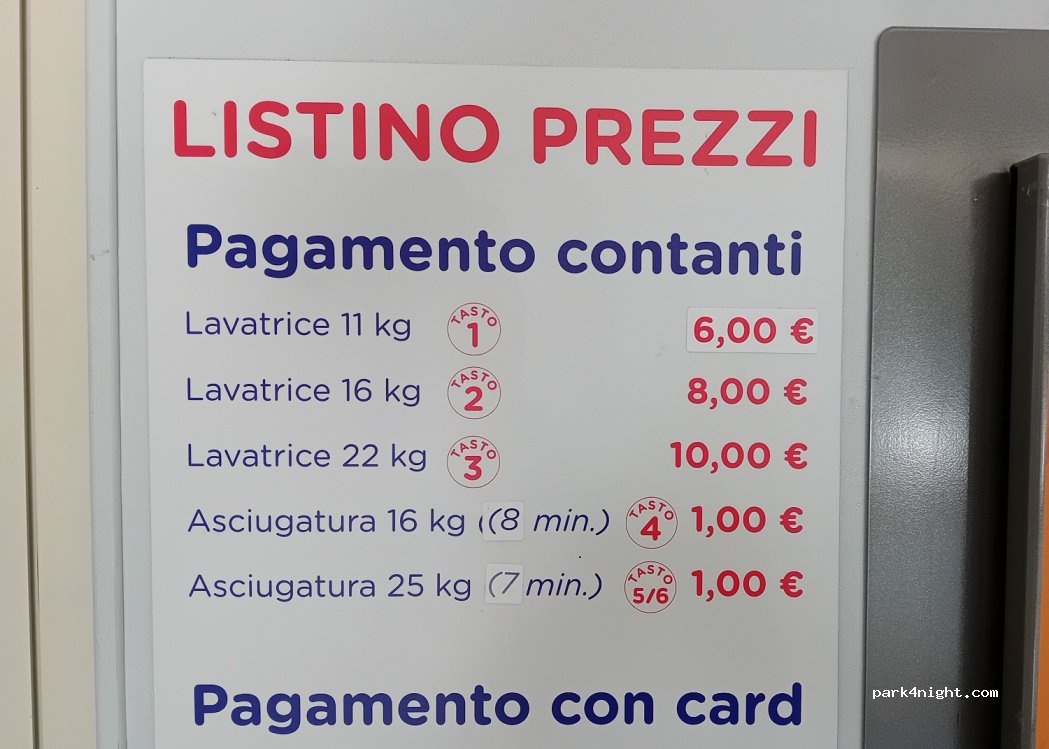 LISTINO PREZZI
Pagamento contanti
Lavatrice 11 kg TASTO 1 6,00 €
Lavatrice 16 kg TASTO 2 8,00 €
Lavatrice 22 kg TASTO 3 10,00 €
Asciugatura 16 kg ((8 min.) TASTO 4 1,00 €
Asciugatura 25 kg (7 min.) TASTO 5/6 1,00 €
Pagamento con card
park4night.com